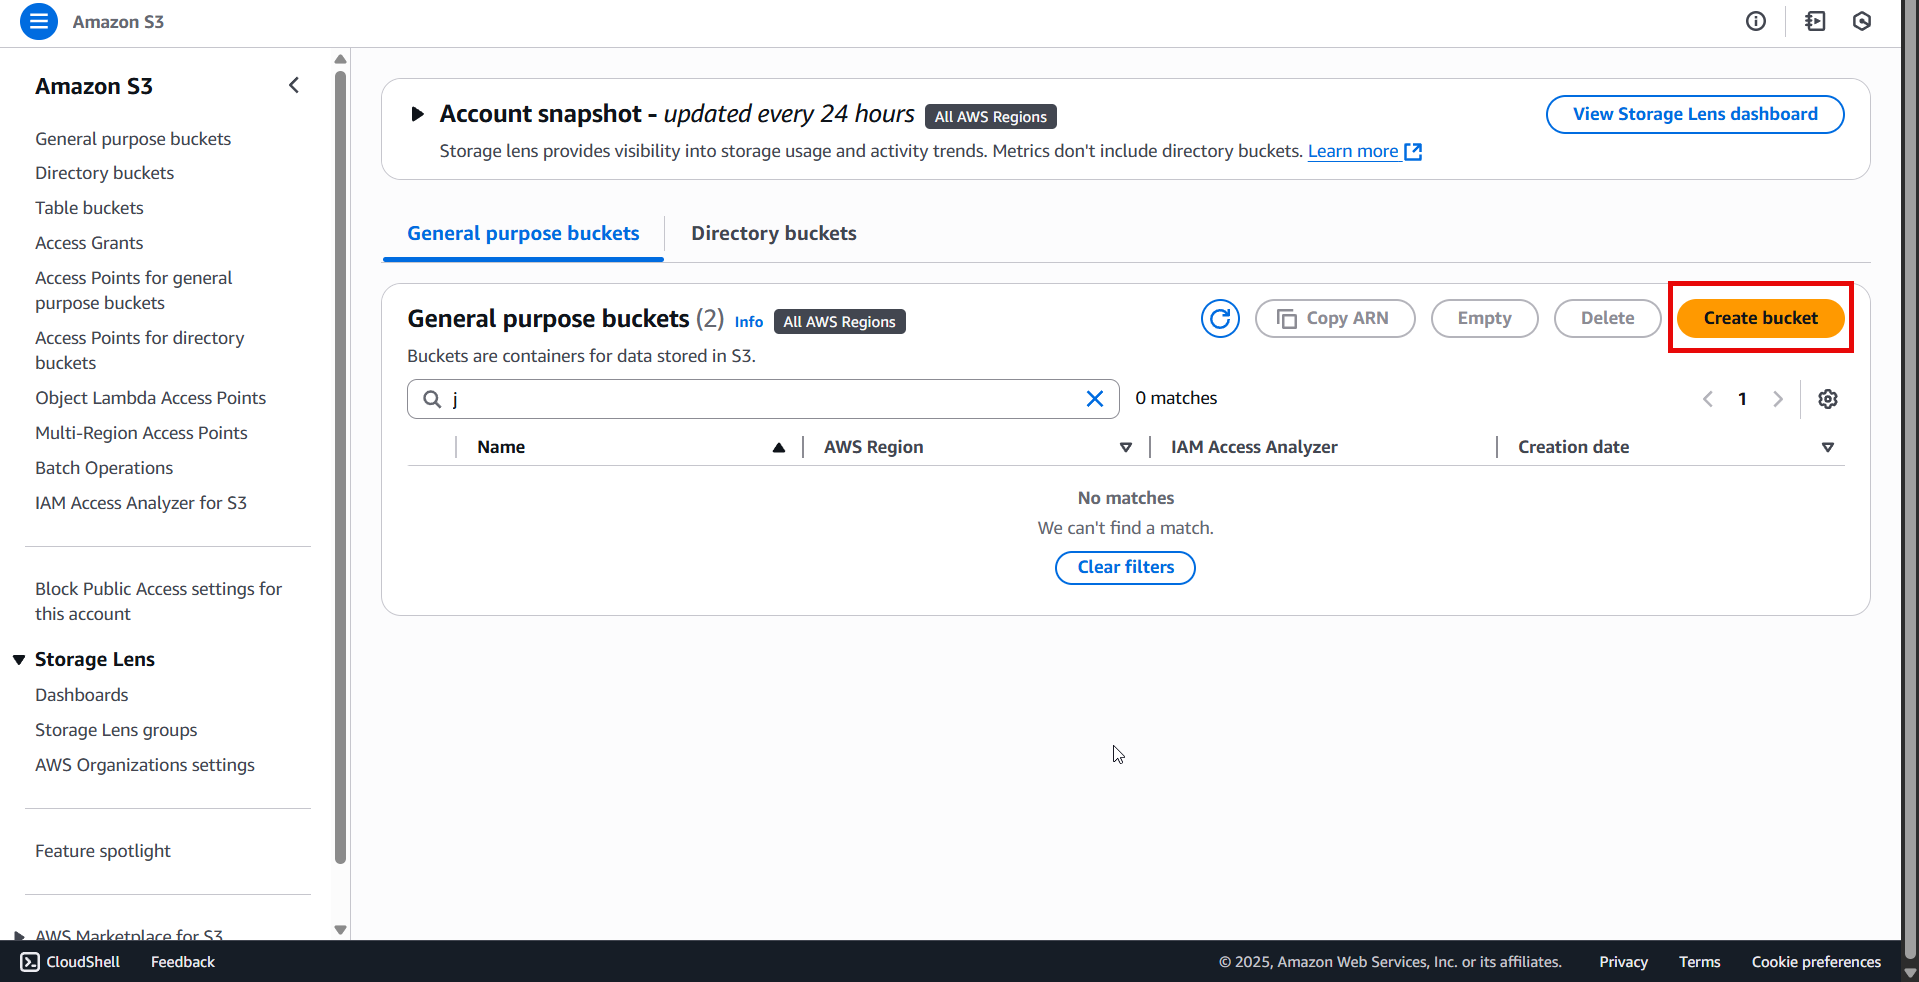 Amazon S3
Amazon S3
General purpose buckets
Directory buckets
Table buckets
Access Grants
Access Points for general
purpose buckets
Access Points for directory
buckets
Object Lambda Access Points
Multi-Region Access Points
Batch Operations
IAM Access Analyzer for S3
Block Public Access settings for
this account
Storage Lens
Dashboards
Storage Lens groups
AWS Organizations settings
Feature spotlight
AWS Marketplace for S3
Account snapshot - updated every 24 hours All AWS Regions
View Storage Lens dashboard
Storage lens provides visibility into storage usage and activity trends. Metrics don't include directory buckets. Learn more
General purpose buckets Directory buckets
General purpose buckets (2) Info All AWS Regions
Copy ARN Empty Delete Create bucket
Buckets are containers for data stored in S3.
j 0 matches 1
Name AWS Region IAM Access Analyzer Creation date
No matches
We can't find a match.
Clear filters
CloudShell Feedback © 2025, Amazon Web Services, Inc. or its affiliates. Privacy Terms Cookie preferences